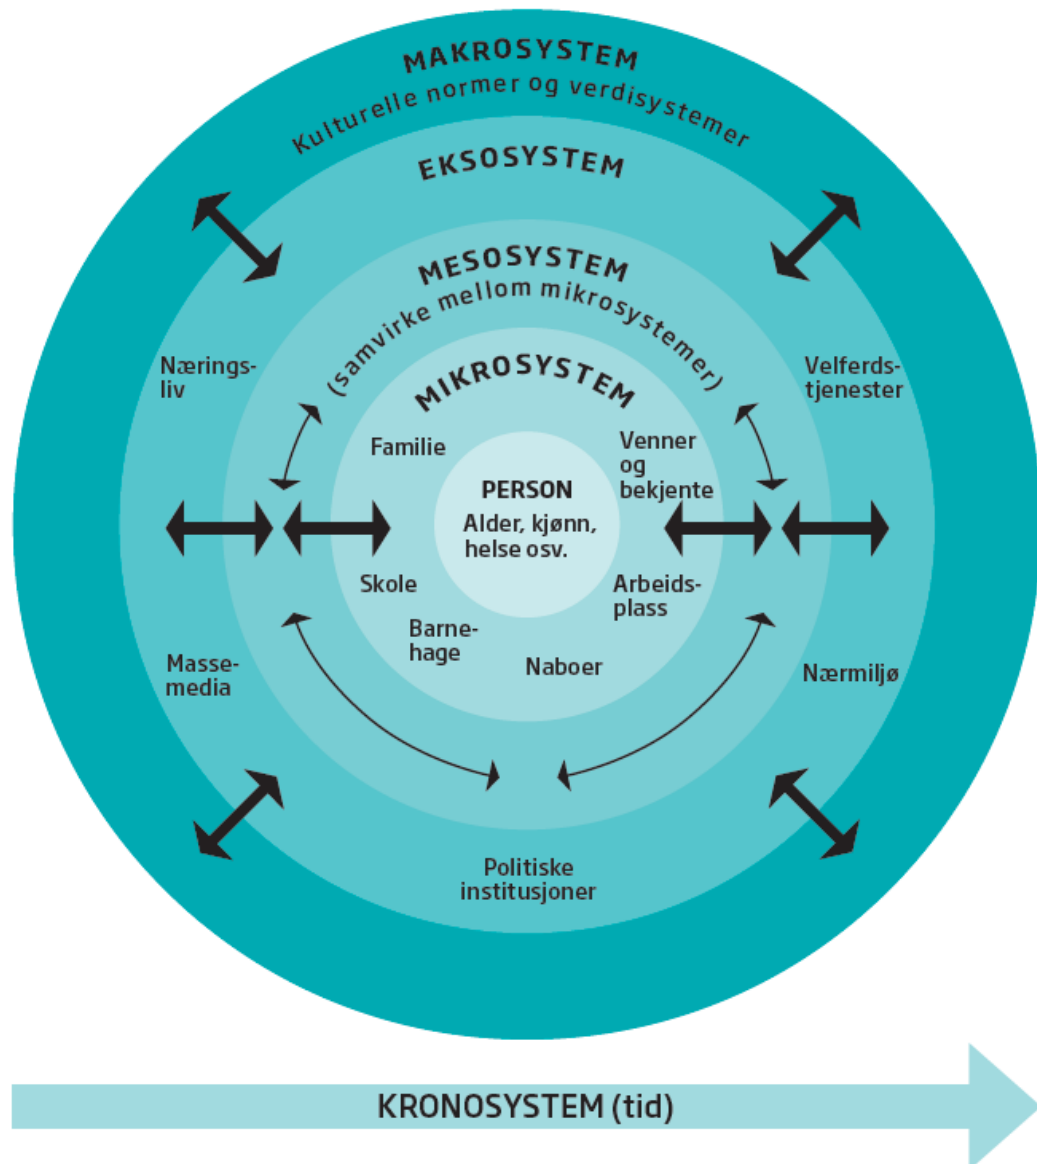 MAKROSYSTEM
Kulturelle normer og verdisystemer
EKSOSYSTEM
MESOSYSTEM
(samvirke mellom mikrosystemer)
MIKROSYSTEM
Nærings-
liv
Velferds-
tjenester
Familie
Venner
og
bekjente
PERSON
Alder, kjønn,
helse osv.
Skole
Arbeids-
plass
Barne-
hage
Naboer
Masse-
media
Nærmiljø
Politiske
institusjoner
KRONOSYSTEM (tid)